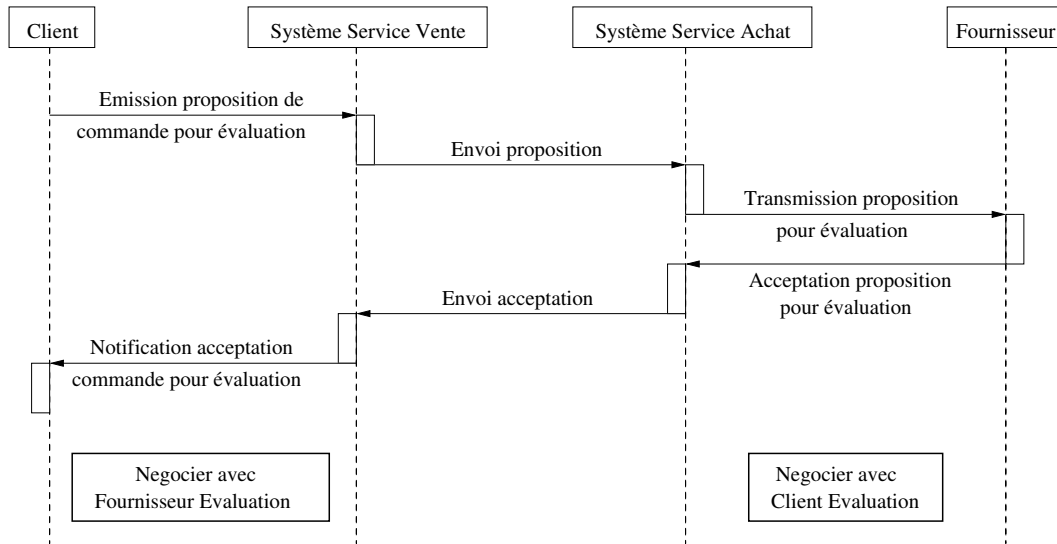 Client
Système Service Vente
Système Service Achat
Fournisseur
Emission proposition de
commande pour évaluation
Envoi proposition
Transmission proposition
pour évaluation
Acceptation proposition
pour évaluation
Envoi acceptation
Notification acceptation
commande pour évaluation
Negocier avec
Fournisseur Evaluation
Negocier avec
Client Evaluation